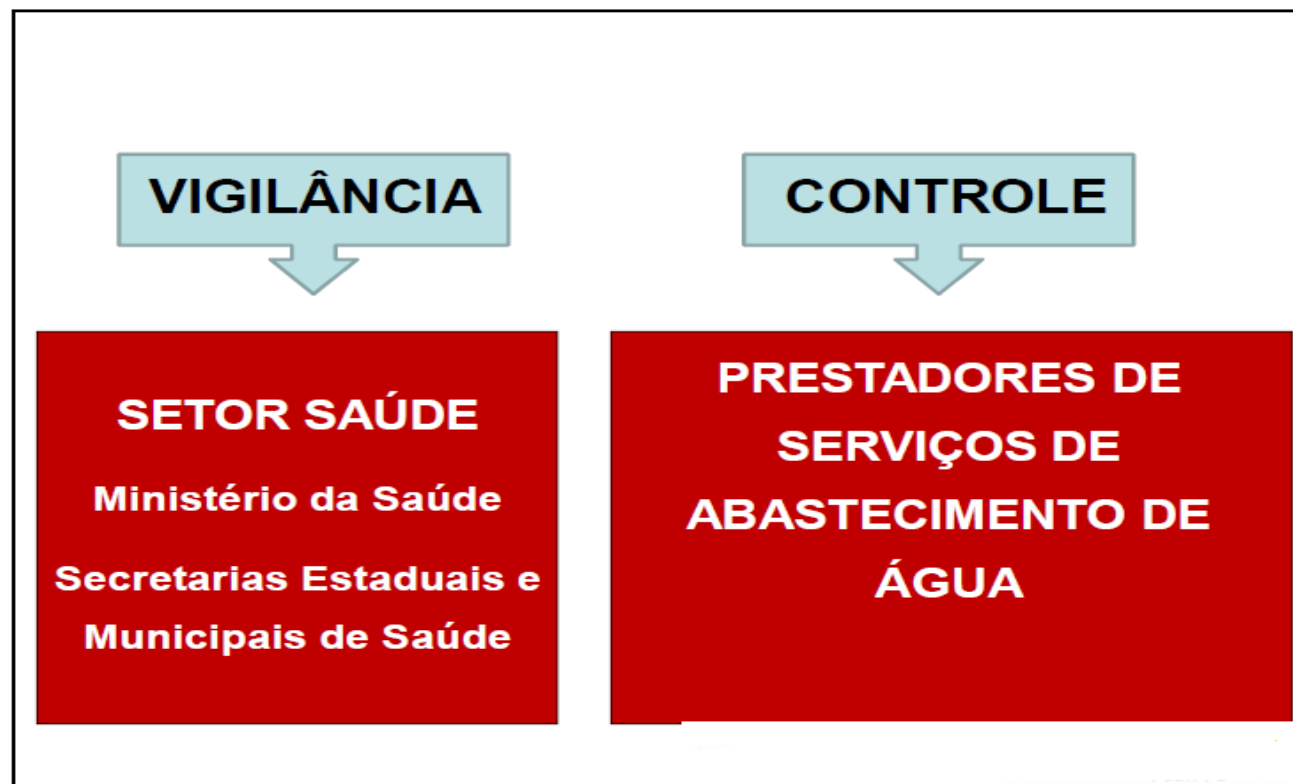 VIGILÂNCIA
SETOR SAÚDE
Ministério da Saúde
Secretarias Estaduais e
Municipais de Saúde
CONTROLE
PRESTADORES DE
SERVIÇOS DE
ABASTECIMENTO DE
ÁGUA